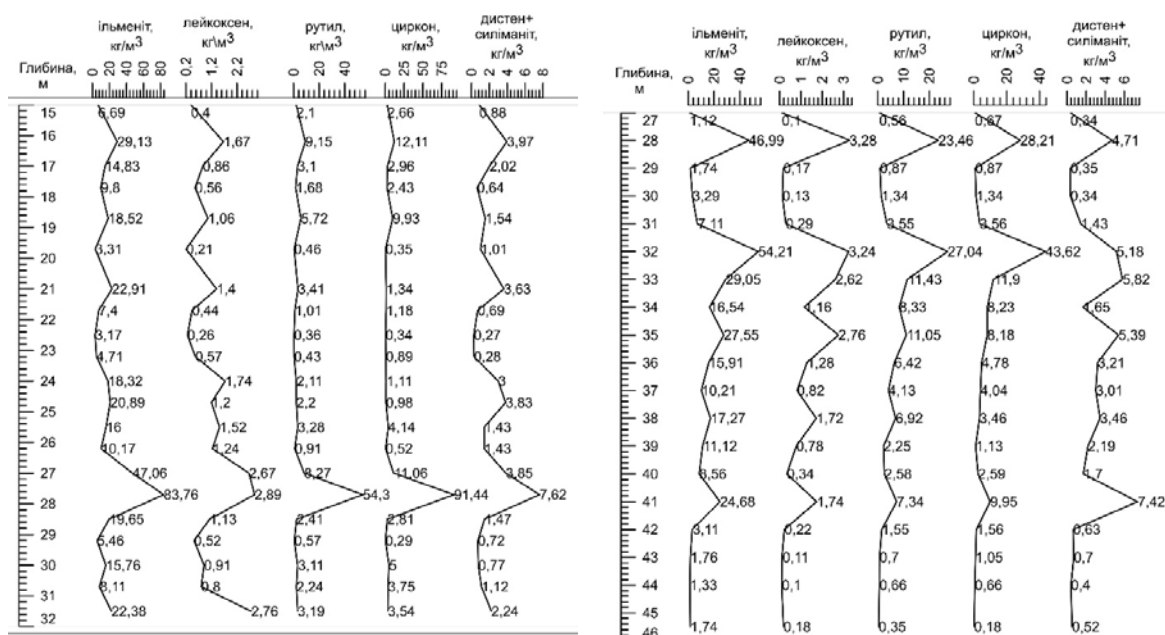 ільменіт, кг/м³
лейкоксен, кг\м³
рутил, кг\м³
циркон, кг/м³
дистен+ силіманіт, кг/м³
Глибина, м
0 20 40 60 80
0,2 1,2 2,2
0 20 40
0 25 50 75
0 2 4 6 8
15
6,69 0,4 2,1 2,66 0,88
16
29,13 1,67 9,15 12,11 3,97
17
14,83 0,86 3,1 2,96 2,02
9,8 0,56 1,68 2,43 0,64
18
18,52 1,06 5,72 9,93 1,54
19
3,31 0,21 0,46 0,35 1,01
20
21
22,91 1,4 3,41 1,34 3,63
7,4 0,44 1,01 1,18 0,69
22
3,17 0,26 0,36 0,34 0,27
23
4,71 0,57 0,43 0,89 0,28
24
18,32 1,74 2,11 1,11 3
20,89 1,2 2,2 0,98 3,83
25
16 1,52 3,28 4,14 1,43
26
10,17 1,24 0,91 0,52 1,43
27
47,06 2,67 8,27 11,06 3,85
83,76 2,89 54,3 91,44 7,62
28
19,65 1,13 2,41 2,81 1,47
29
5,46 0,52 0,57 0,29 0,72
30
15,76 0,91 3,11 5 0,77
8,11 0,8 2,24 3,75 1,12
31
22,38 2,76 3,19 3,54 2,24
32
ільменіт, кг/м³
лейкоксен, кг/м³
рутил, кг/м³
циркон, кг/м³
дистен+ силіманіт, кг/м³
Глибина, м
0 20 40
0 1 2 3
0 10 20
0 20 40
0 2 4 6
27 1,12 0,1 0,56 0,67 0,34
28 46,99 3,28 23,46 28,21 4,71
29 1,74 0,17 0,87 0,87 0,35
30 3,29 0,13 1,34 1,34 0,34
31 7,11 0,29 3,55 3,56 1,43
32 54,21 3,24 27,04 43,62 5,18
33 29,05 2,62 11,43 11,9 5,82
34 16,54 1,16 8,33 8,23 1,65
35 27,55 2,76 11,05 8,18 5,39
36 15,91 1,28 6,42 4,78 3,21
37 10,21 0,82 4,13 4,04 3,01
38 17,27 1,72 6,92 3,46 3,46
39 11,12 0,78 2,25 1,13 2,19
40 8,56 0,34 2,58 2,59 1,7
41 24,68 1,74 7,34 9,95 7,42
42 3,11 0,22 1,55 1,56 0,63
43 1,76 0,11 0,7 1,05 0,7
44 1,33 0,1 0,66 0,66 0,4
45
1,74 0,18 0,35 0,18 0,52
46